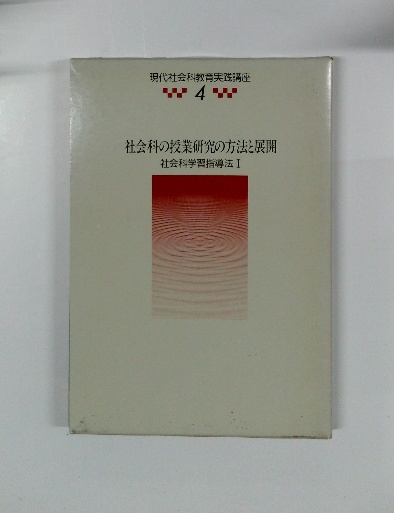 現代社会科教育実践講座
4
社会科の授業研究の方法と展開
社会科学習指導法 I